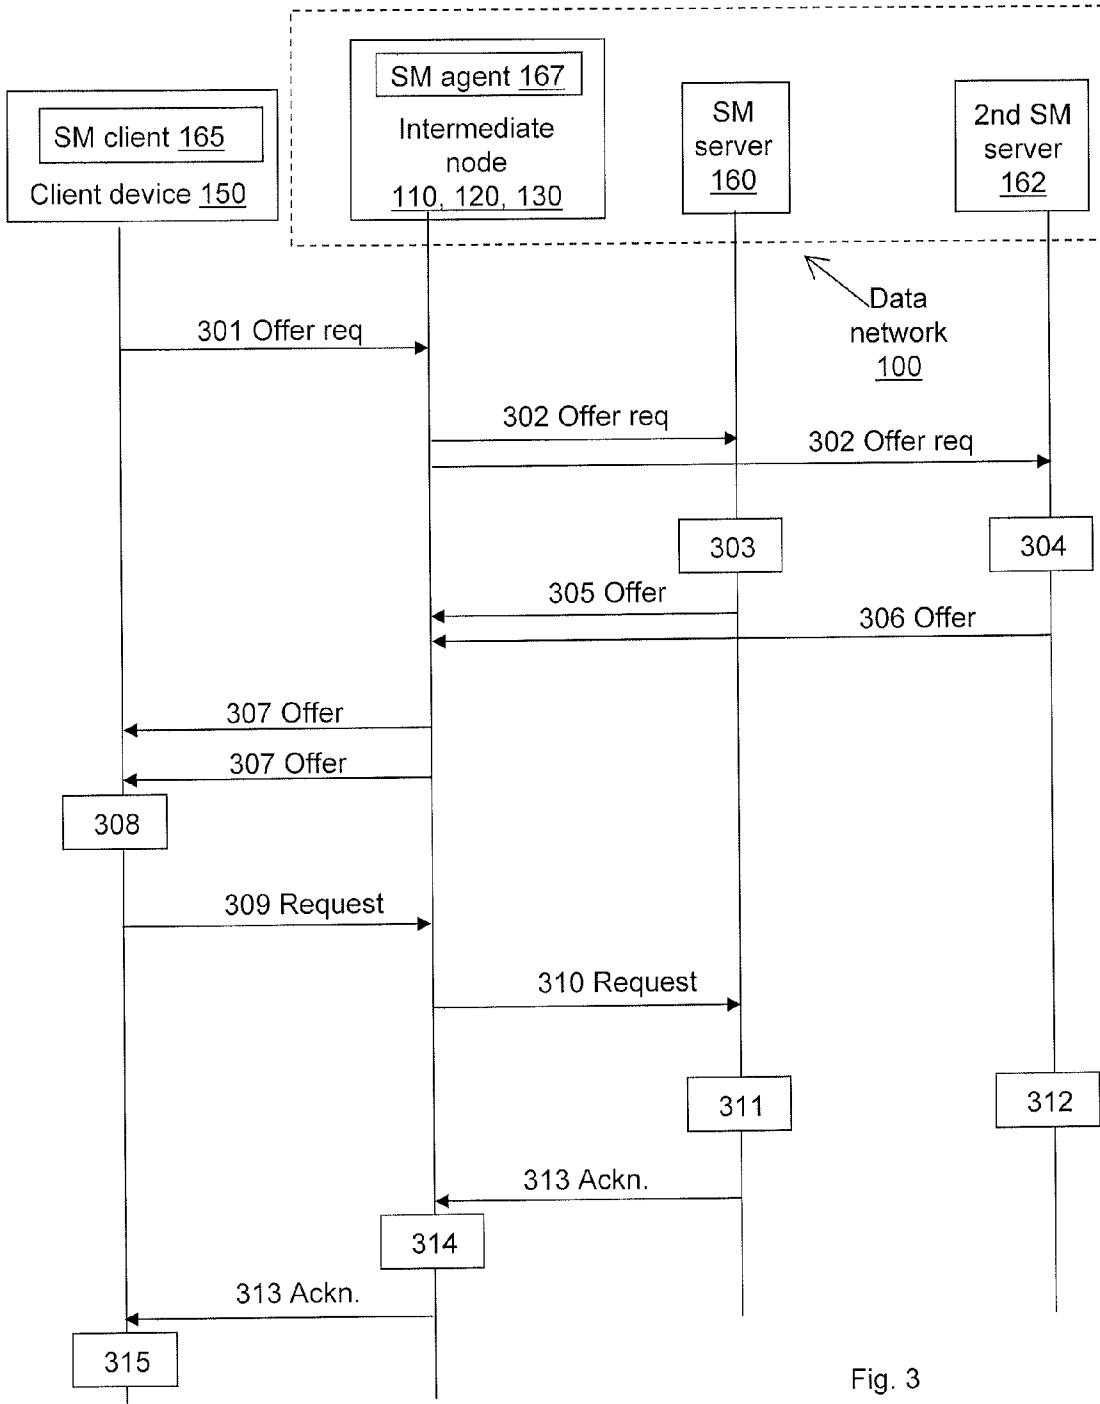 SM client 165
Client device 150
SM agent 167
Intermediate
node
110, 120, 130
SM
server
160
2nd SM
server
162
Data
network
100
301 Offer req
302 Offer req
302 Offer req
303
304
305 Offer
306 Offer
307 Offer
307 Offer
308
309 Request
310 Request
311
312
313 Ackn.
314
313 Ackn.
315
Fig. 3